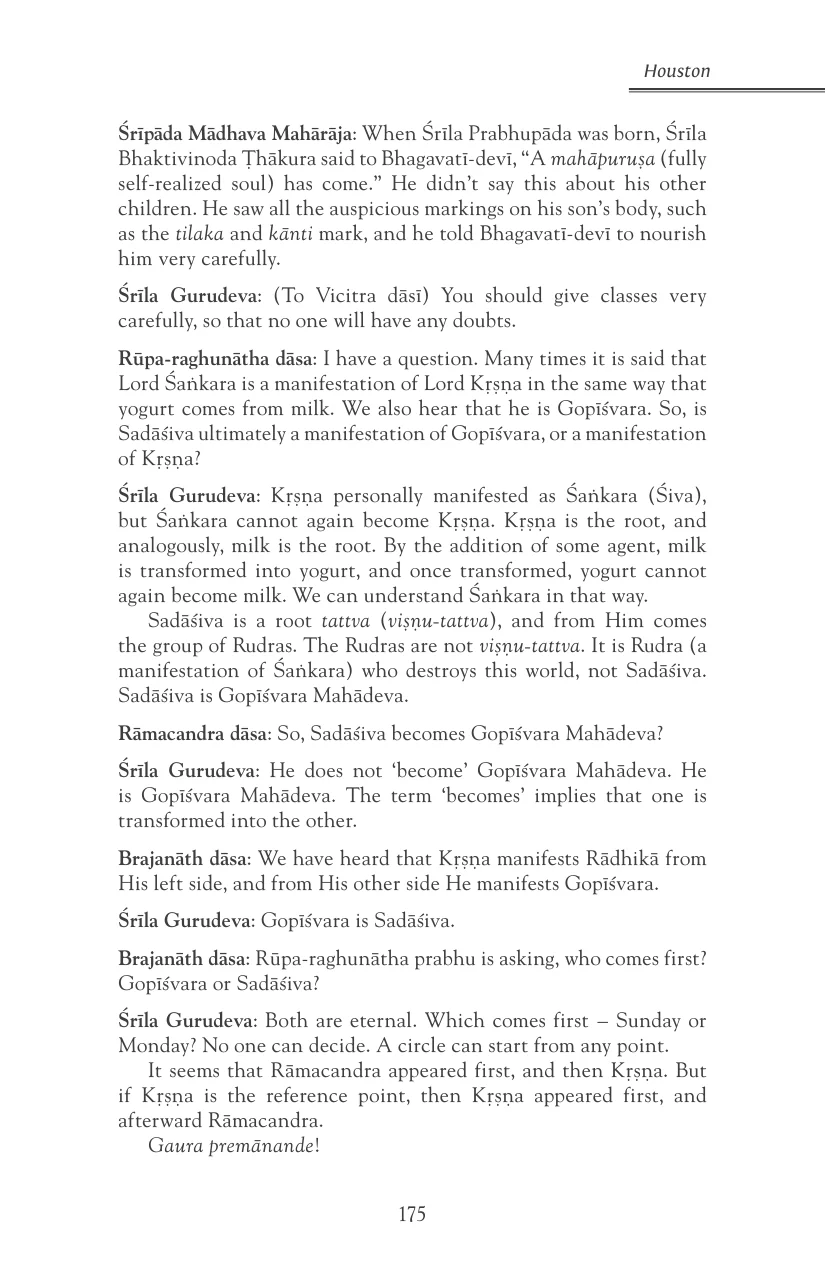 Houston
Śrīpāda Mādhava Mahārāja: When Śrīla Prabhupāda was born, Śrīla
Bhaktivinoda Ṭhākura said to Bhagavatī-devī, “A mahāpuruṣa (fully
self-realized soul) has come.” He didn’t say this about his other
children. He saw all the auspicious markings on his son’s body, such
as the tilaka and kānti mark, and he told Bhagavatī-devī to nourish
him very carefully.
Śrīla Gurudeva: (To Vicitra dāsī) You should give classes very
carefully, so that no one will have any doubts.
Rūpa-raghunātha dāsa: I have a question. Many times it is said that
Lord Śaṅkara is a manifestation of Lord Kṛṣṇa in the same way that
yogurt comes from milk. We also hear that he is Gopīśvara. So, is
Sadāśiva ultimately a manifestation of Gopīśvara, or a manifestation
of Kṛṣṇa?
Śrīla Gurudeva: Kṛṣṇa personally manifested as Śaṅkara (Śiva),
but Śaṅkara cannot again become Kṛṣṇa. Kṛṣṇa is the root, and
analogously, milk is the root. By the addition of some agent, milk
is transformed into yogurt, and once transformed, yogurt cannot
again become milk. We can understand Śaṅkara in that way.
Sadāśiva is a root tattva (viṣṇu-tattva), and from Him comes
the group of Rudras. The Rudras are not viṣṇu-tattva. It is Rudra (a
manifestation of Śaṅkara) who destroys this world, not Sadāśiva.
Sadāśiva is Gopīśvara Mahādeva.
Rāmacandra dāsa: So, Sadāśiva becomes Gopīśvara Mahādeva?
Śrīla Gurudeva: He does not ‘become’ Gopīśvara Mahādeva. He
is Gopīśvara Mahādeva. The term ‘becomes’ implies that one is
transformed into the other.
Brajanāth dāsa: We have heard that Kṛṣṇa manifests Rādhikā from
His left side, and from His other side He manifests Gopīśvara.
Śrīla Gurudeva: Gopīśvara is Sadāśiva.
Brajanāth dāsa: Rūpa-raghunātha prabhu is asking, who comes first?
Gopīśvara or Sadāśiva?
Śrīla Gurudeva: Both are eternal. Which comes first – Sunday or
Monday? No one can decide. A circle can start from any point.
It seems that Rāmacandra appeared first, and then Kṛṣṇa. But
if Kṛṣṇa is the reference point, then Kṛṣṇa appeared first, and
afterward Rāmacandra.
Gaura premānande!
175